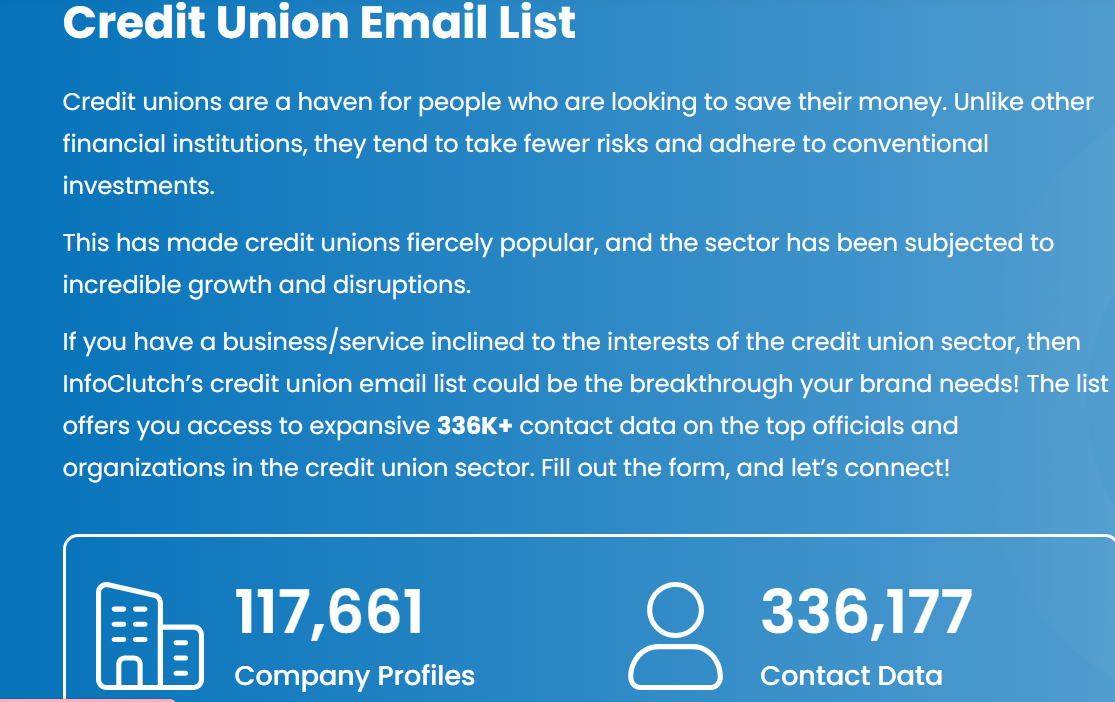 Credit Union Email List
Credit unions are a haven for people who are looking to save their money. Unlike other
financial institutions, they tend to take fewer risks and adhere to conventional
investments.
This has made credit unions fiercely popular, and the sector has been subjected to
incredible growth and disruptions.
If you have a business/service inclined to the interests of the credit union sector, then
InfoClutch’s credit union email list could be the breakthrough your brand needs! The list
offers you access to expansive 336K+ contact data on the top officials and
organizations in the credit union sector. Fill out the form, and let’s connect!
117,661
Company Profiles
336,177
Contact Data